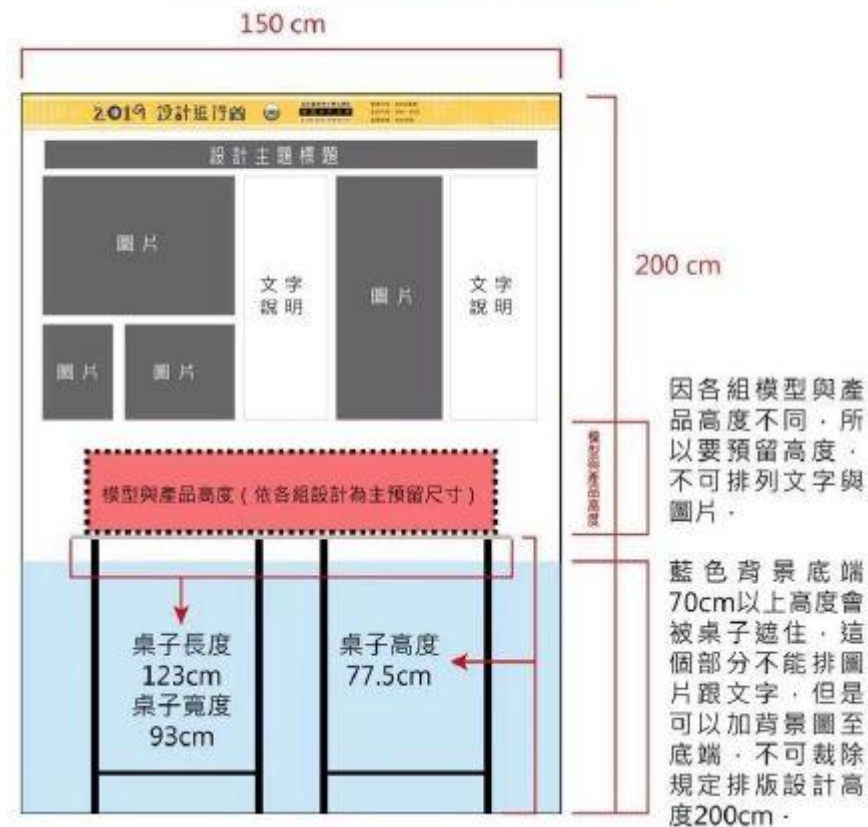 150 cm
2019 設計進行曲
設計主題標題
圖片
文字
說明
圖片
文字
說明
圖片
圖片
200 cm
因各組模型與產
品高度不同，所
以要預留高度，
不可排列文字與
圖片．
模型與產品高度
模型與產品高度（依各組設計為主預留尺寸）
桌子長度
123cm
桌子寬度
93cm
桌子高度
77.5cm
藍色背景底端
70cm以上高度會
被桌子遮住，這
個部分不能排圖
片跟文字，但是
可以加背景圖至
底端，不可裁除
規定排版設計高
度200cm．